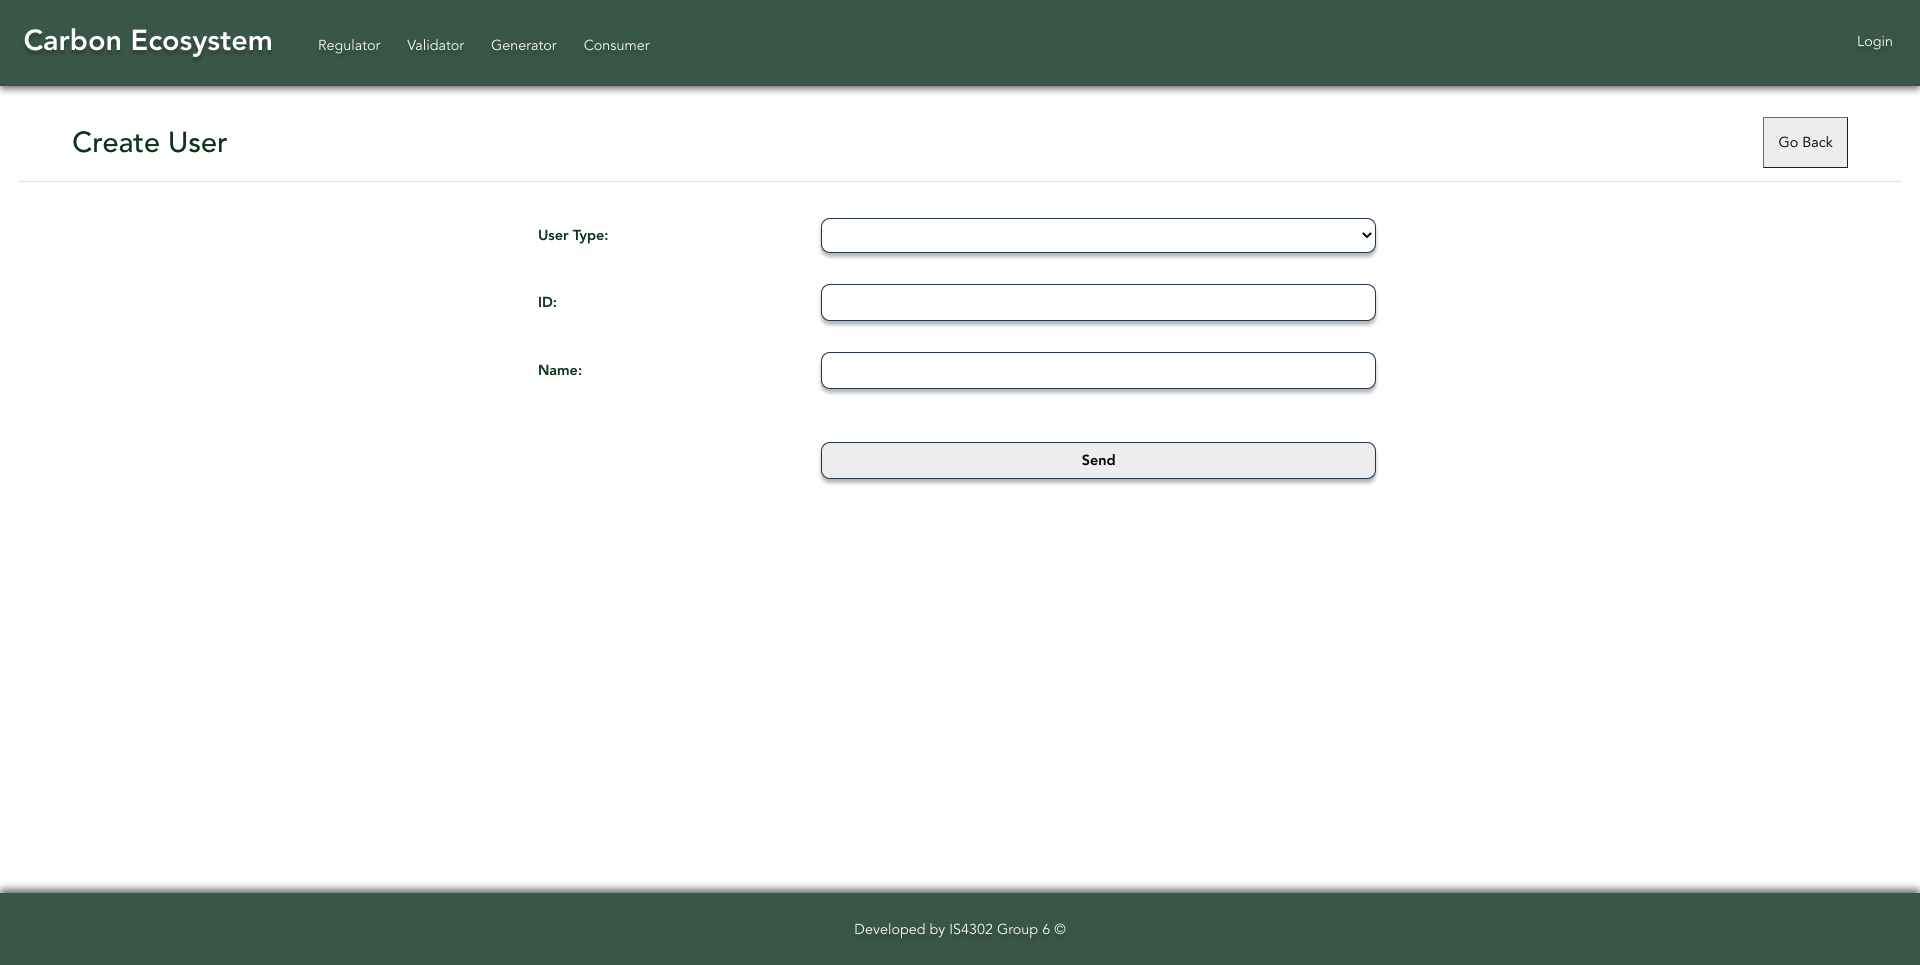 Carbon Ecosystem
Regulator
Validator
Generator
Consumer
Login
Create User
Go Back
User Type:
ID:
Name:
Send
Developed by IS4302 Group 6 ©